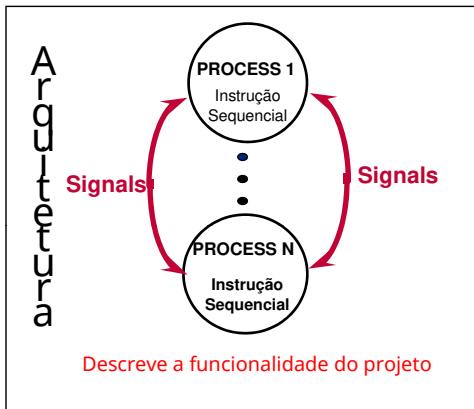 Arquitetura
PROCESS 1
Instrução
Sequencial
Signals
Signals
PROCESS N
Instrução
Sequencial
Descreve a funcionalidade do projeto